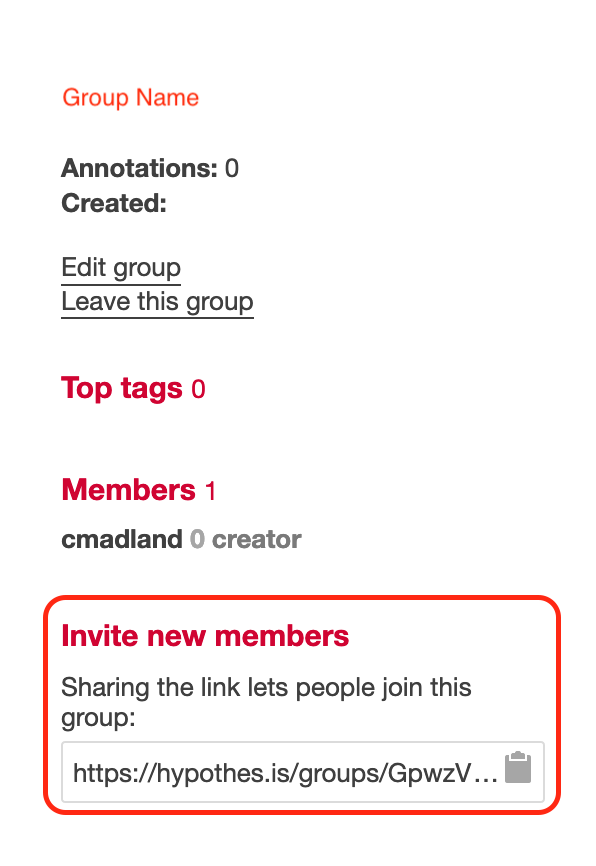 Group Name
Annotations: 0
Created:
Edit group
Leave this group
Top tags 0
Members 1
cmadland 0 creator
Invite new members
Sharing the link lets people join this
group:
https://hypothes.is/groups/GpwzV...